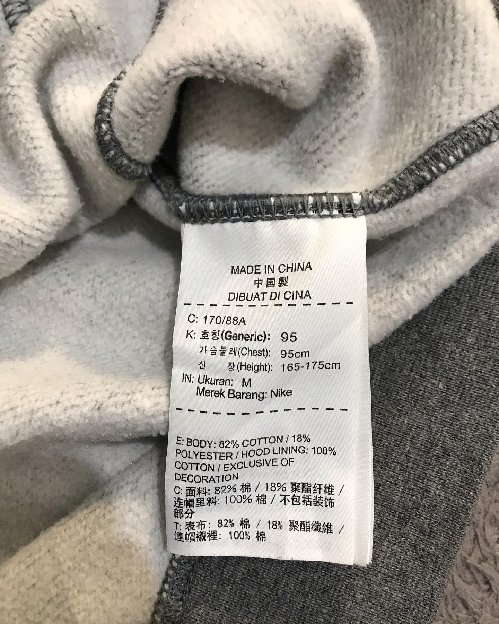 MADE IN CHINA
中国製
DIBUAT DI CINA
C: 170/88A
K: 호칭(Generic): 95
가슴둘레(Chest): 95cm
신 장(Height): 165-175cm
IN: Ukuran: M
Merek Barang: Nike
E: BODY: 82% COTTON / 18%
POLYESTER / HOOD LINING: 100%
COTTON / EXCLUSIVE OF
DECORATION
C: 面料: 82% 棉 / 18% 聚酯纤维 /
连帽里料: 100% 棉 / 不包括装饰
部分
T: 表布: 82% 棉 / 18% 聚酯纖維 /
連帽襯裡: 100% 棉